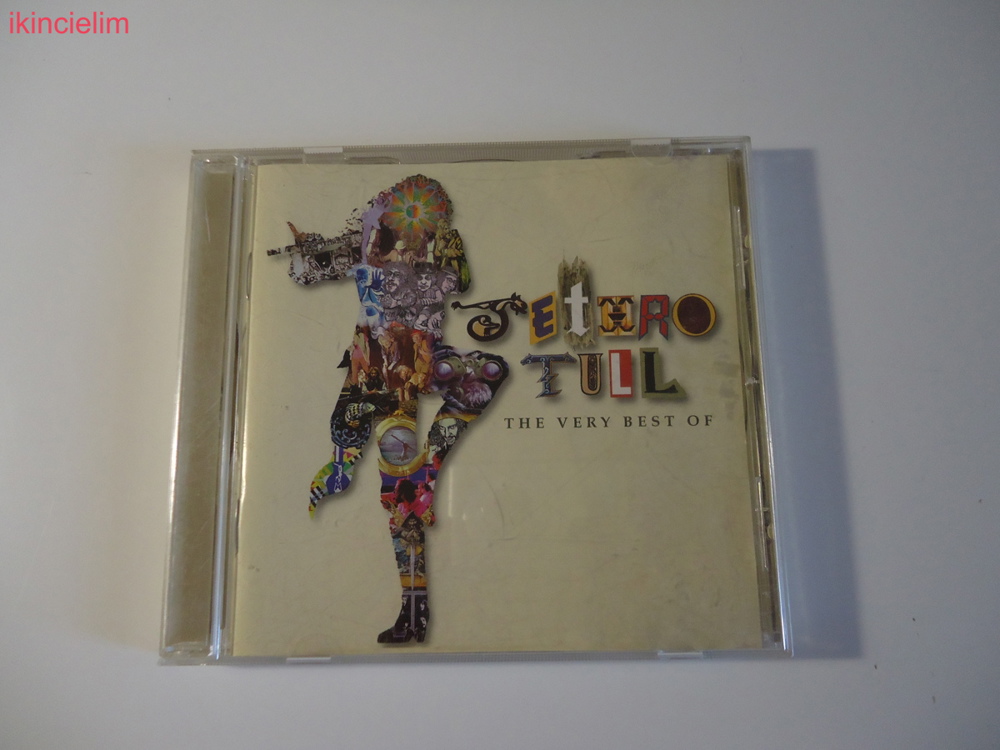 ikincielim
JETHRO
TULL
THE VERY BEST OF